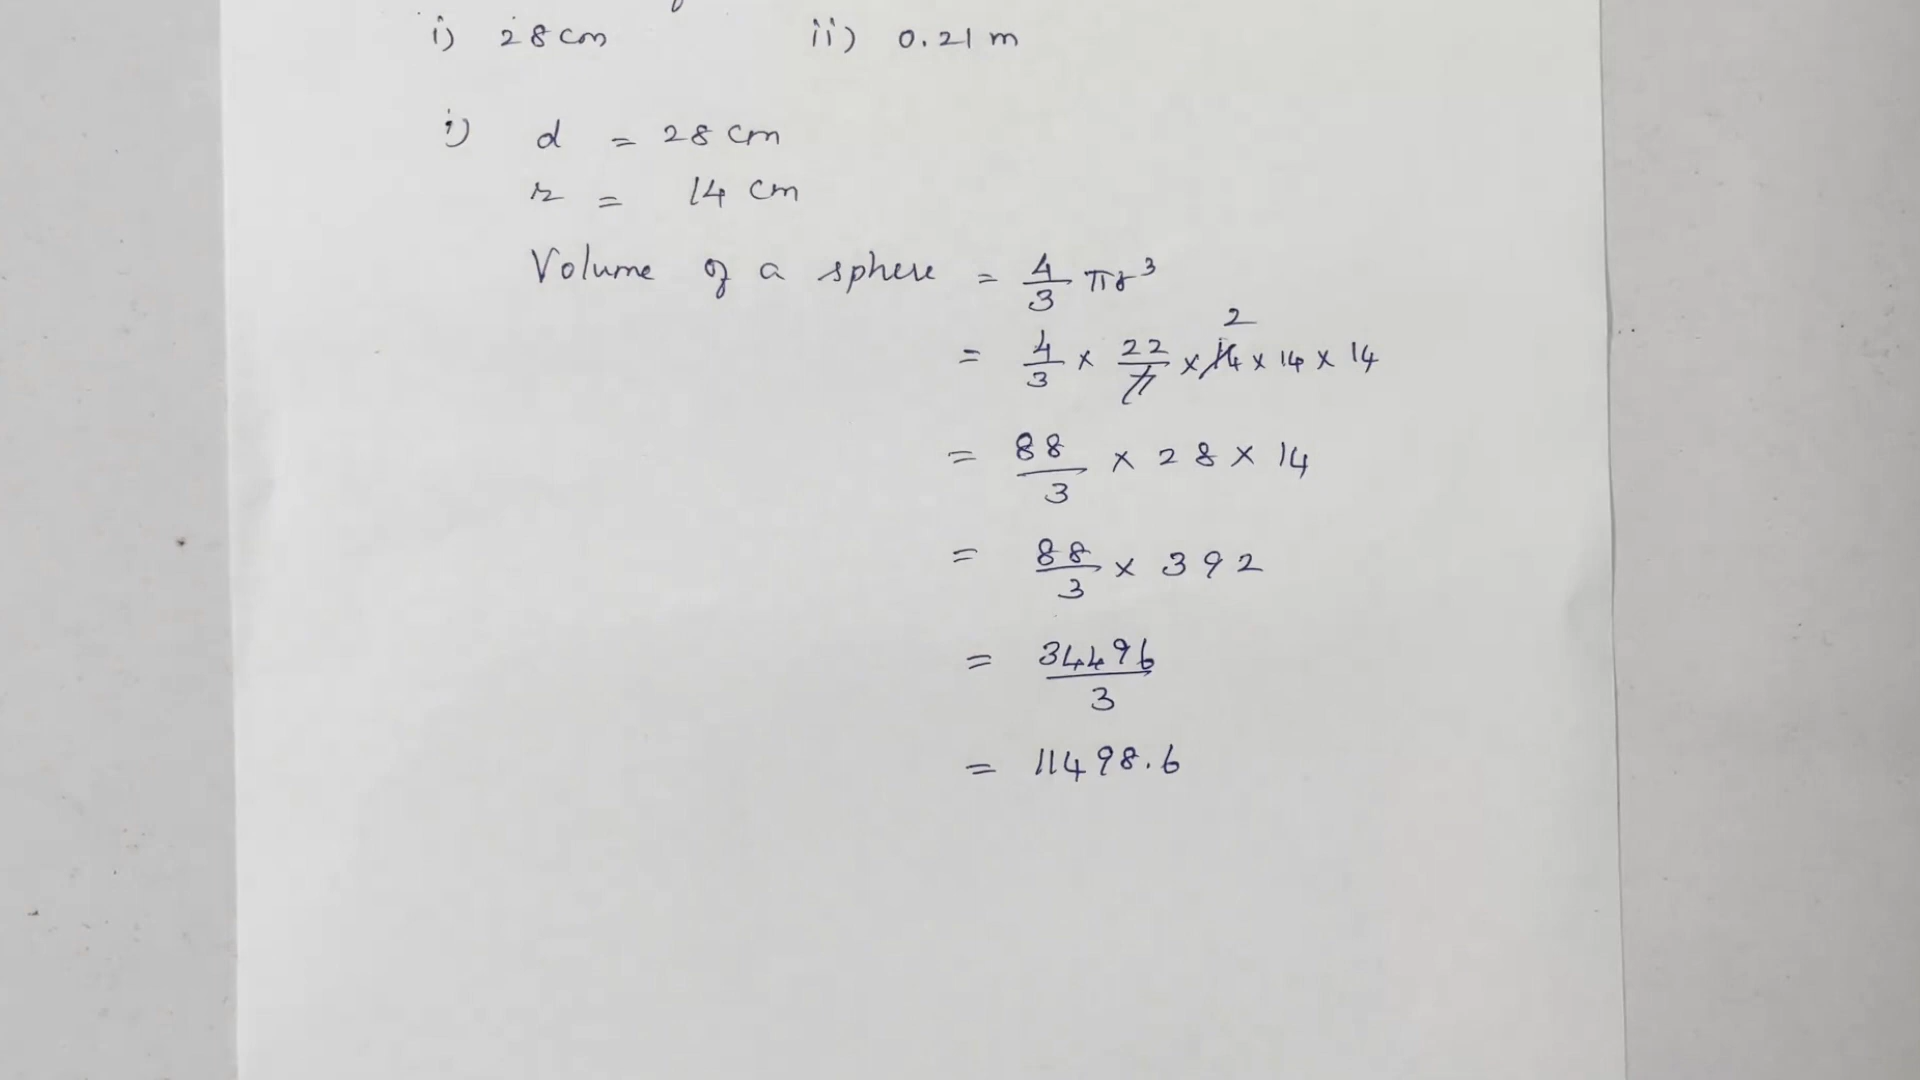 i) 28 cm ii) 0.21 m
i) d = 28 cm
r = 14 cm
Volume of a sphere = 4/3 πr³
= 4/3 × 22/7 × 14 × 14 × 14
2
= 88/3 × 28 × 14
= 88/3 × 392
= 34496/3
= 11498.6